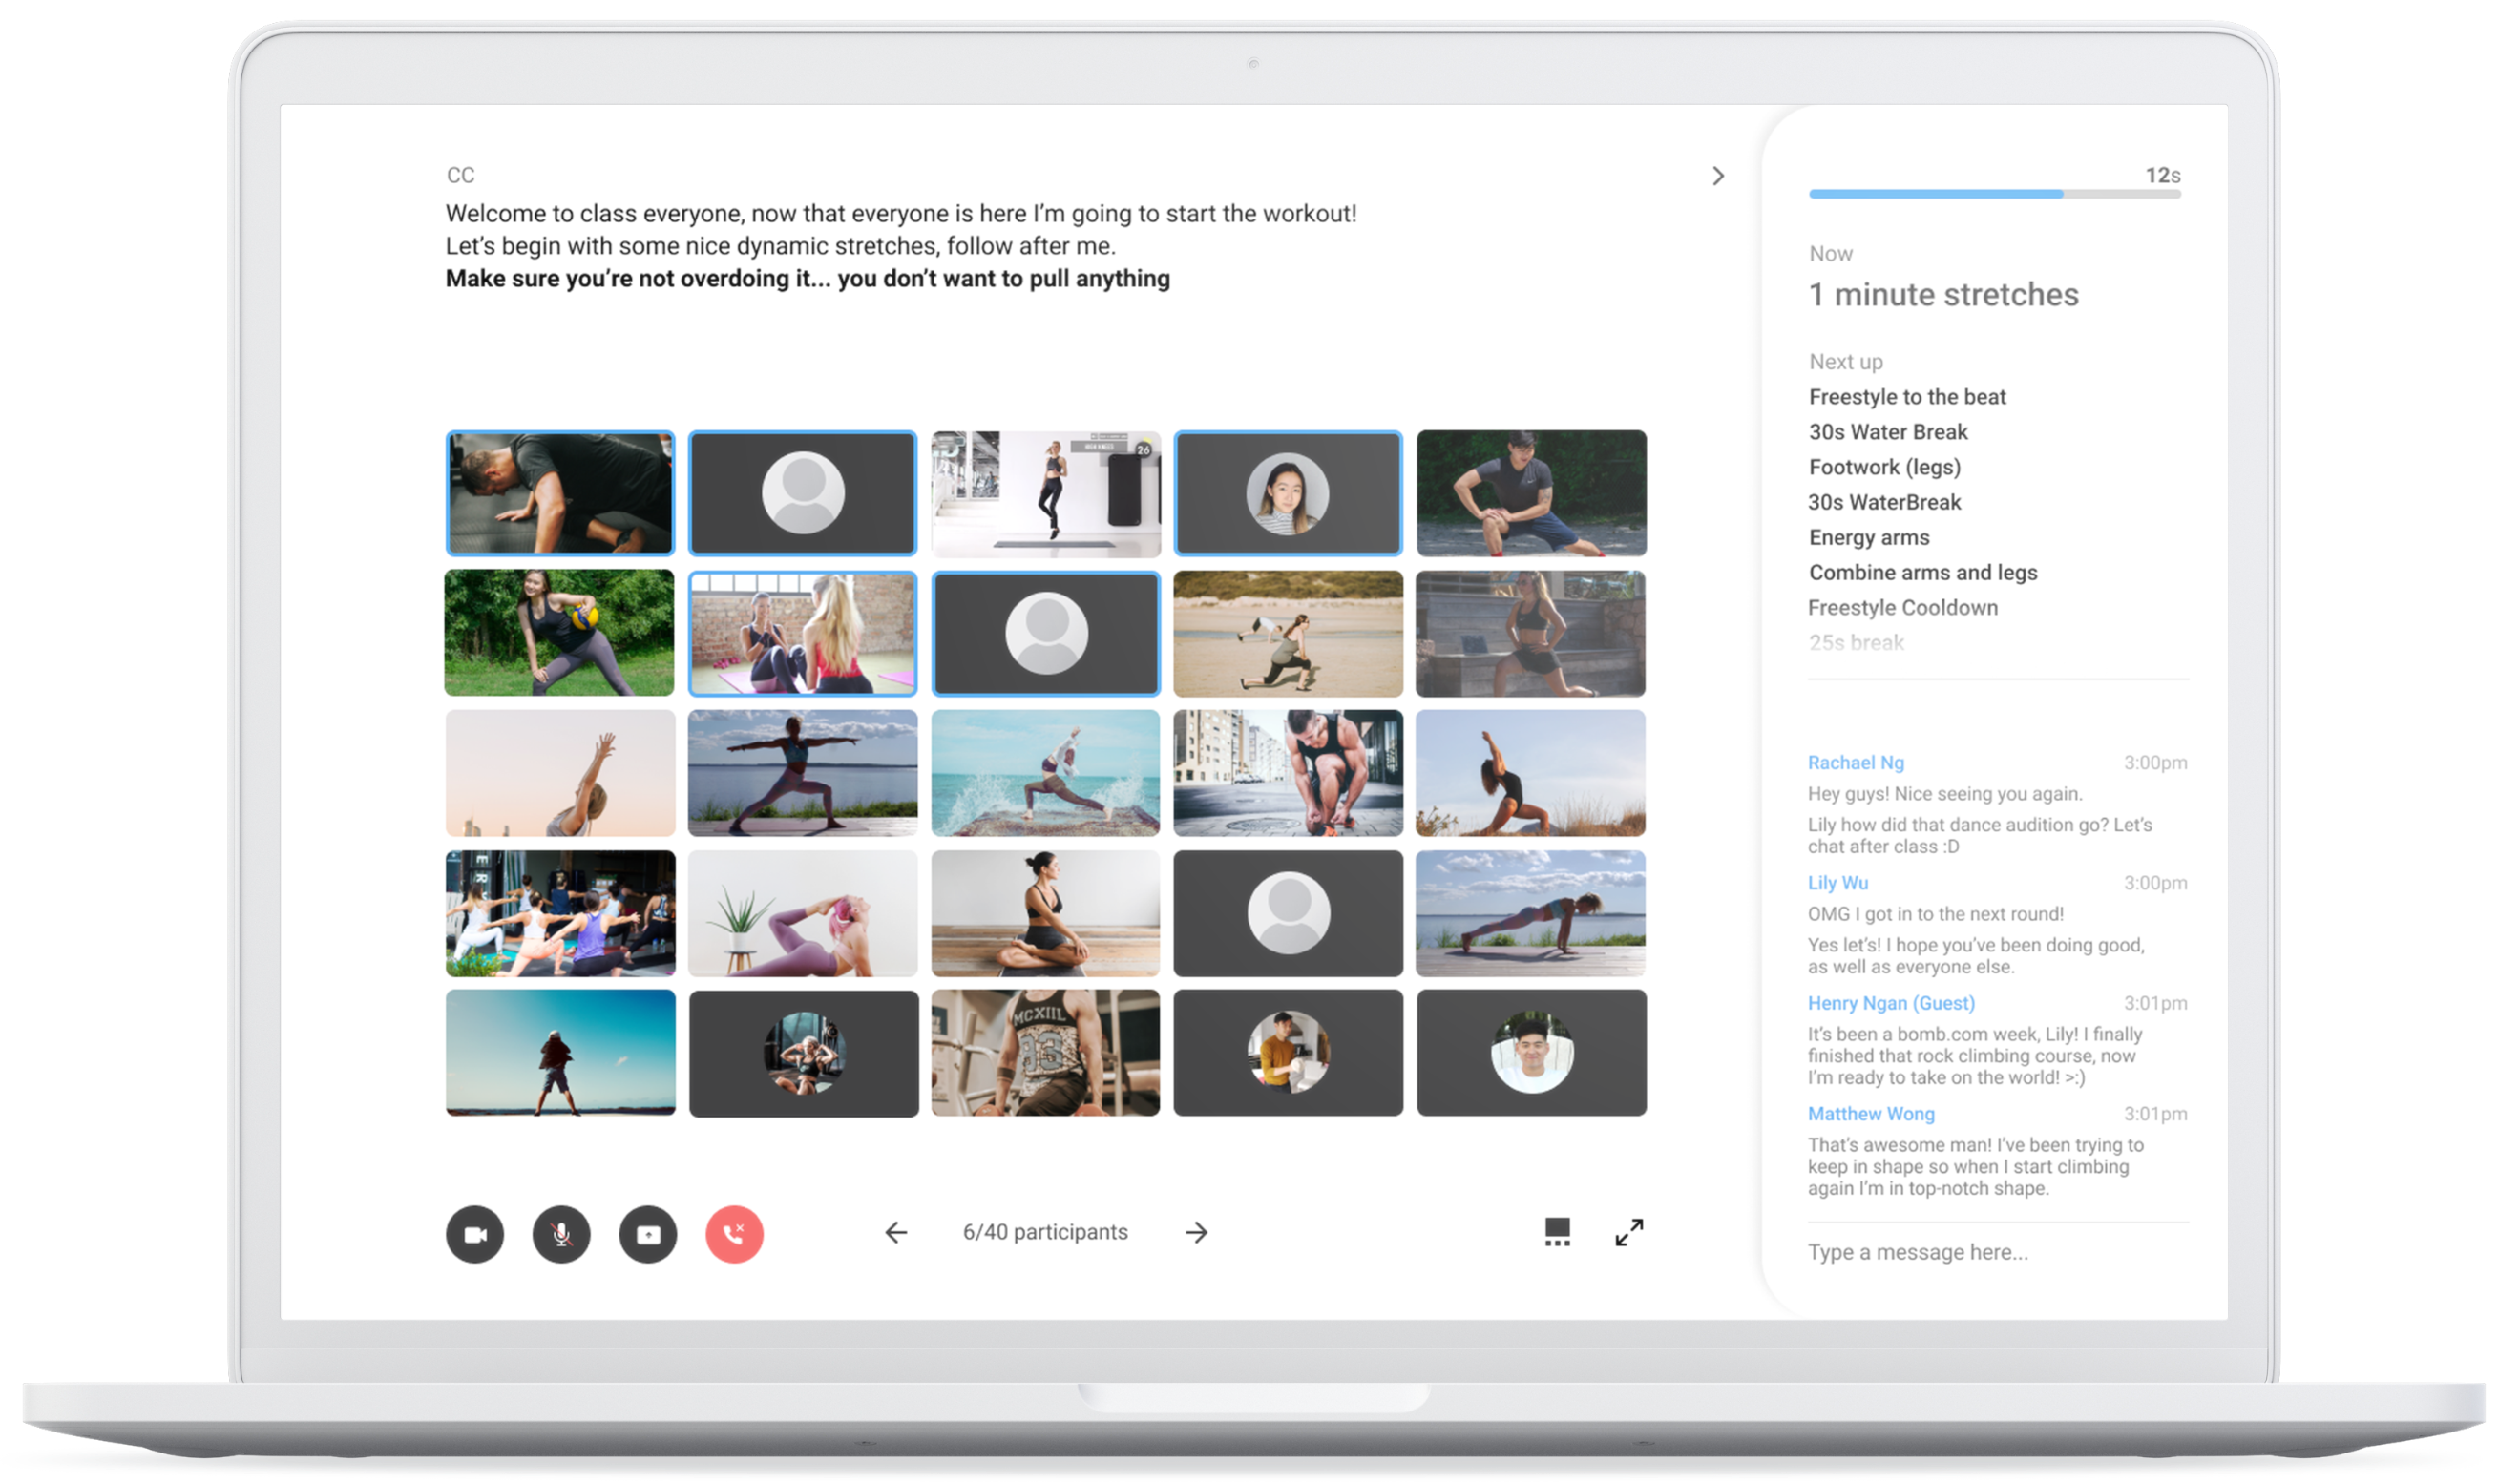 CC
Welcome to class everyone, now that everyone is here I'm going to start the workout!
Let's begin with some nice dynamic stretches, follow after me.
Make sure you're not overdoing it... you don't want to pull anything
26
MCXIIL
93
6/40 participants
12s
Now
1 minute stretches
Next up
Freestyle to the beat
30s Water Break
Footwork (legs)
30s WaterBreak
Energy arms
Combine arms and legs
Freestyle Cooldown
25s break
Rachael Ng 3:00pm
Hey guys! Nice seeing you again.
Lily how did that dance audition go? Let's
chat after class :D
Lily Wu 3:00pm
OMG I got in to the next round!
Yes let's! I hope you've been doing good,
as well as everyone else.
Henry Ngan (Guest) 3:01pm
It's been a bomb.com week, Lily! I finally
finished that rock climbing course, now
I'm ready to take on the world! >:)
Matthew Wong 3:01pm
That's awesome man! I've been trying to
keep in shape so when I start climbing
again I'm in top-notch shape.
Type a message here...